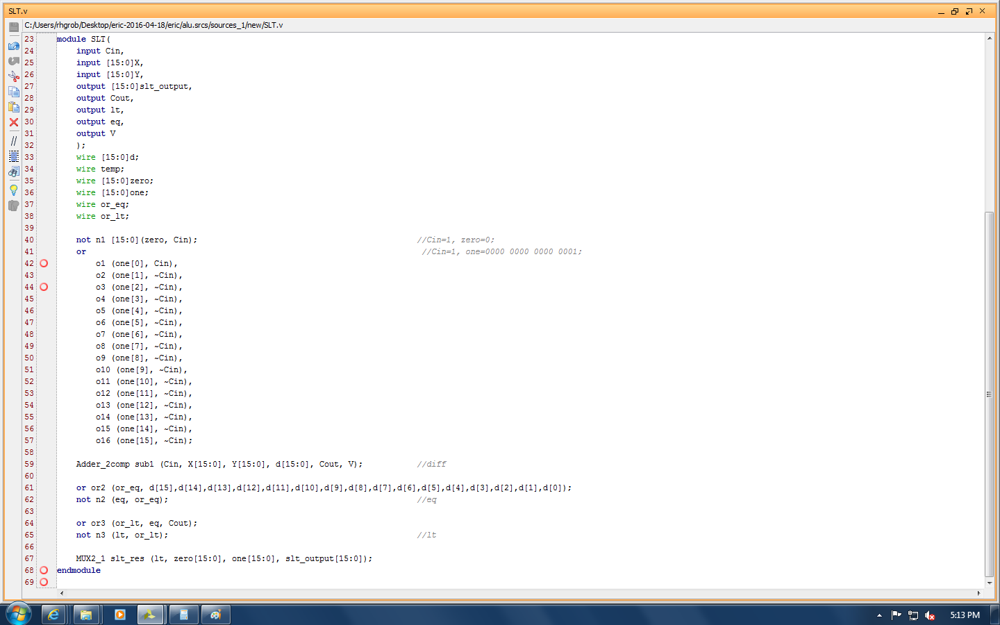 SLT.v
C:/Users/rhgrob/Desktop/eric-2016-04-18/eric/alu.srcs/sources_1/new/SLT.v
23 module SLT(
24 input Cin,
25 input [15:0]X,
26 input [15:0]Y,
27 output [15:0]slt_output,
28 output Cout,
29 output lt,
30 output eq,
31 output V
32 );
33 wire [15:0]d;
34 wire temp;
35 wire [15:0]zero;
36 wire [15:0]one;
37 wire or_eq;
38 wire or_lt;
39
40 not n1 [15:0](zero, Cin); //Cin=1, zero=0;
41 or //Cin=1, one=0000 0000 0000 0001;
42 o1 (one[0], Cin),
43 o2 (one[1], ~Cin),
44 o3 (one[2], ~Cin),
45 o4 (one[3], ~Cin),
46 o5 (one[4], ~Cin),
47 o6 (one[5], ~Cin),
48 o7 (one[6], ~Cin),
49 o8 (one[7], ~Cin),
50 o9 (one[8], ~Cin),
51 o10 (one[9], ~Cin),
52 o11 (one[10], ~Cin),
53 o12 (one[11], ~Cin),
54 o13 (one[12], ~Cin),
55 o14 (one[13], ~Cin),
56 o15 (one[14], ~Cin),
57 o16 (one[15], ~Cin);
58
59 Adder_2comp sub1 (Cin, X[15:0], Y[15:0], d[15:0], Cout, V); //diff
60
61 or or2 (or_eq, d[15],d[14],d[13],d[12],d[11],d[10],d[9],d[8],d[7],d[6],d[5],d[4],d[3],d[2],d[1],d[0]);
62 not n2 (eq, or_eq); //eq
63
64 or or3 (or_lt, eq, Cout);
65 not n3 (lt, or_lt); //lt
66
67 MUX2_1 slt_res (lt, zero[15:0], one[15:0], slt_output[15:0]);
68 endmodule
69
5:13 PM